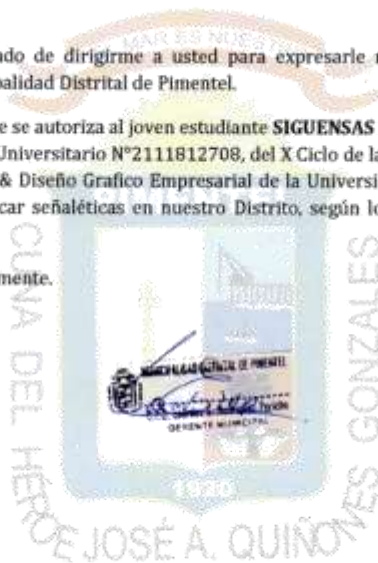 MAR ES NUES
ado de dirigirme a usted para expresarle
alidad Distrital de Pimentel.
e se autoriza al joven estudiante SIGUENSAS
Universitario N°2111812708, del X Ciclo de la
& Diseño Grafico Empresarial de la Universi
car señaléticas en nuestro Distrito, según lo
mente.
CUNA DEL HÉROE JOSÉ A. QUIÑONES GONZALES
MUNICIPALIDAD DISTRITAL DE PIMENTEL
GERENTE MUNICIPAL
1920